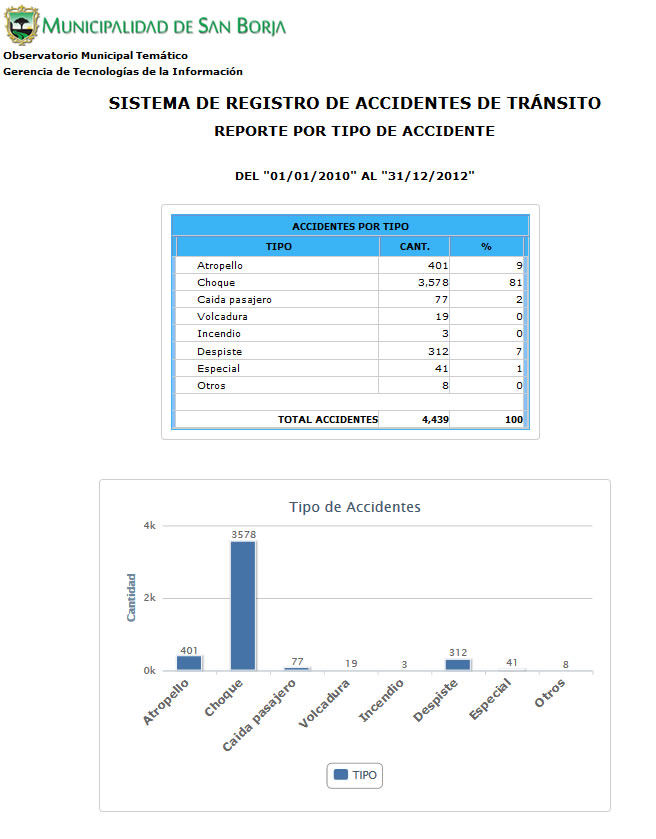 MUNICIPALIDAD DE SAN BORJA
Observatorio Municipal Temático
Gerencia de Tecnologías de la Información
SISTEMA DE REGISTRO DE ACCIDENTES DE TRÁNSITO
REPORTE POR TIPO DE ACCIDENTE
DEL "01/01/2010" AL "31/12/2012"
ACCIDENTES POR TIPO
TIPO CANT. %
Atropello 401 9
Choque 3,578 81
Caida pasajero 77 2
Volcadura 19 0
Incendio 3 0
Despiste 312 7
Especial 41 1
Otros 8 0
TOTAL ACCIDENTES 4,439 100
Tipo de Accidentes
Cantidad
4k
2k
0k
401 3578 77 19 3 312 41 8
Atropello Choque Caida pasajero Volcadura Incendio Despiste Especial Otros
TIPO